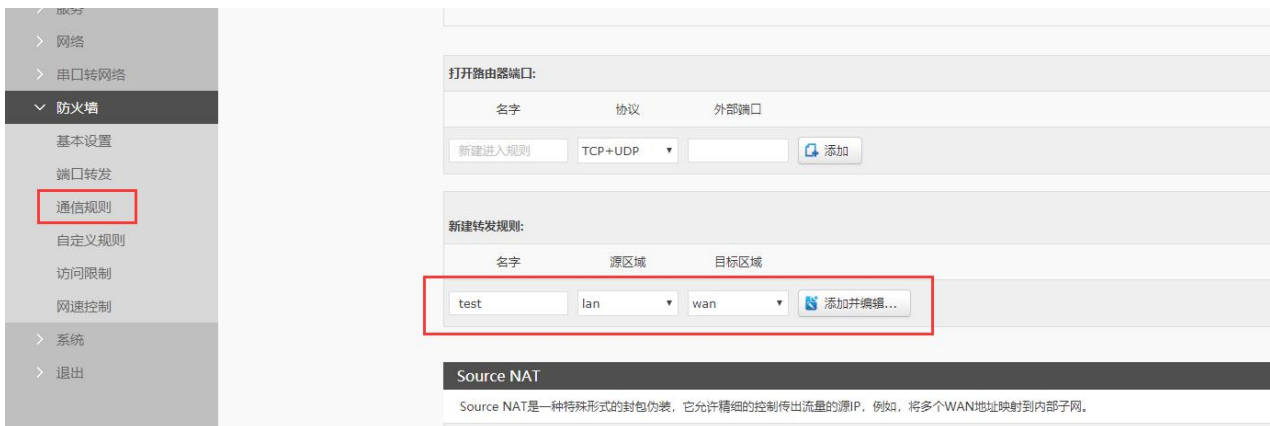 服务
网络
串口转网络
防火墙
基本设置
端口转发
通信规则
自定义规则
访问限制
网速控制
系统
退出
打开路由器端口:
名字 协议 外部端口
新建进入规则 TCP+UDP 添加
新建转发规则:
名字 源区域 目标区域
test lan wan 添加并编辑...
Source NAT
Source NAT是一种特殊形式的封包伪装，它允许精细的控制传出流量的源IP，例如，将多个WAN地址映射到内部子网。